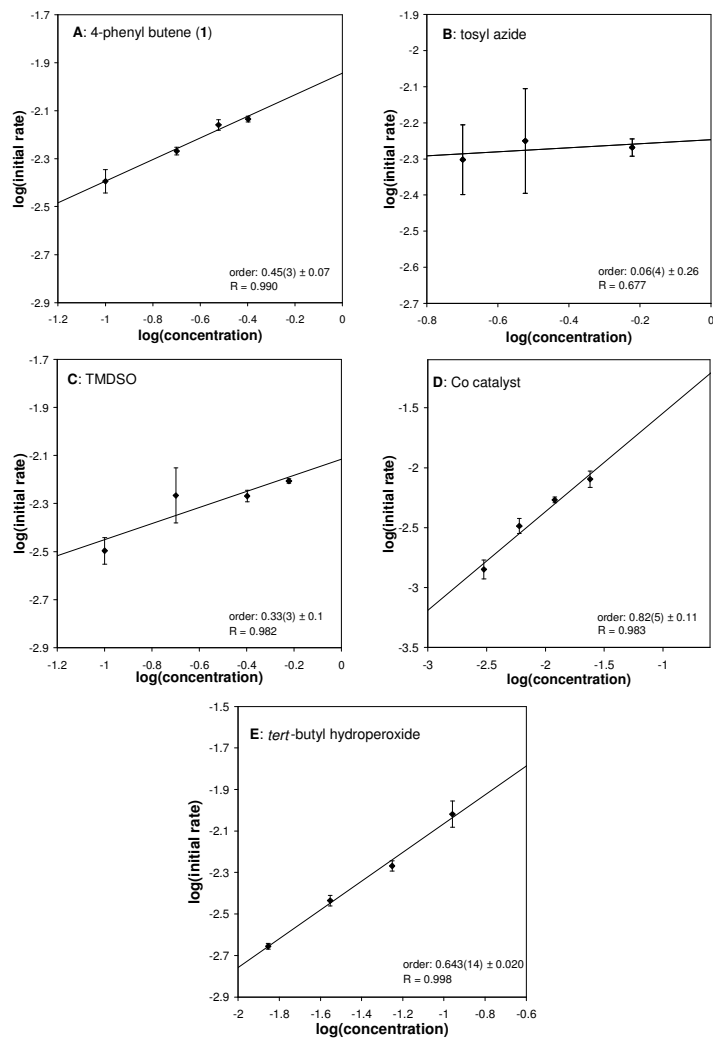 A: 4-phenyl butene (1)
-1.7
-1.9
-2.1
-2.3
-2.5
-2.7
-2.9
log(initial rate)
order: 0.45(3) ± 0.07
R = 0.990
-1.2 -1 -0.8 -0.6 -0.4 -0.2 0
log(concentration)
B: tosyl azide
-1.9
-2
-2.1
-2.2
-2.3
-2.4
-2.5
-2.6
-2.7
log(initial rate)
order: 0.06(4) ± 0.26
R = 0.677
-0.8 -0.6 -0.4 -0.2 0
log(concentration)
C: TMDSO
-1.7
-1.9
-2.1
-2.3
-2.5
-2.7
-2.9
log(initial rate)
order: 0.33(3) ± 0.1
R = 0.982
-1.2 -1 -0.8 -0.6 -0.4 -0.2 0
log(concentration)
D: Co catalyst
-1.5
-2
-2.5
-3
-3.5
log(initial rate)
order: 0.82(5) ± 0.11
R = 0.983
-3 -2.5 -2 -1.5 -1
log(concentration)
E: tert-butyl hydroperoxide
-1.5
-1.7
-1.9
-2.1
-2.3
-2.5
-2.7
-2.9
log(initial rate)
order: 0.643(14) ± 0.020
R = 0.998
-2 -1.8 -1.6 -1.4 -1.2 -1 -0.8 -0.6
log(concentration)